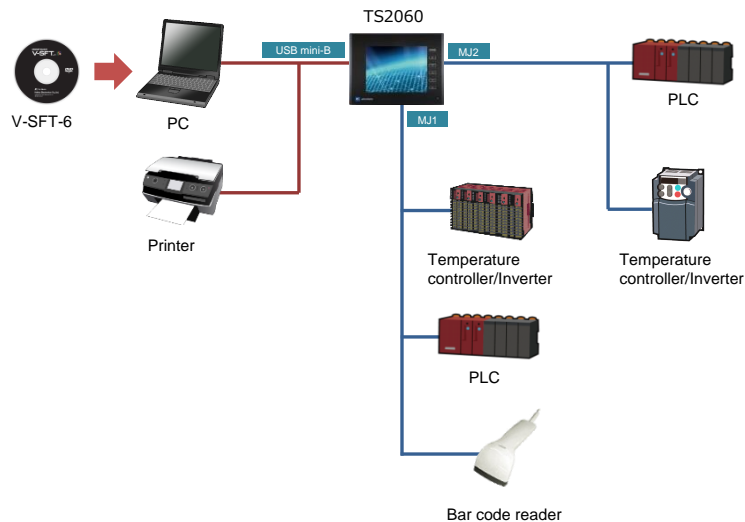 TS2060
USB mini-B
MJ2
V-SFT
V-SFT-6
PC
PLC
MJ1
Printer
Temperature
controller/Inverter
Temperature
controller/Inverter
PLC
Bar code reader